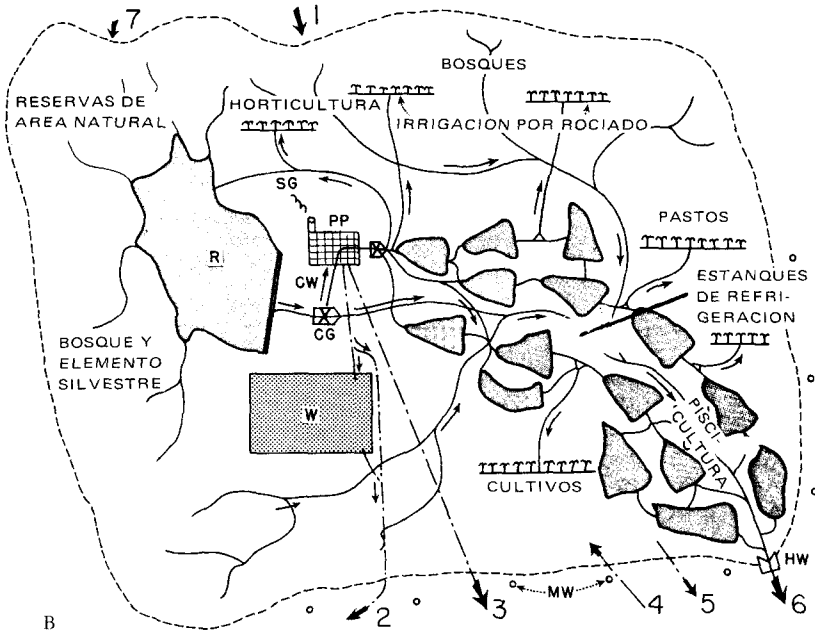 7
1
BOSQUES
RESERVAS DE
AREA NATURAL
HORTICULTURA
IRRIGACION POR ROCIADO
SG
PP
PASTOS
R
CW
ESTANQUES
DE REFRI-
GERACION
CG
BOSQUE Y
ELEMENTO
SILVESTRE
W
PISCI-
CULTURA
CULTIVOS
HW
MW
2
3
4
5
6
B